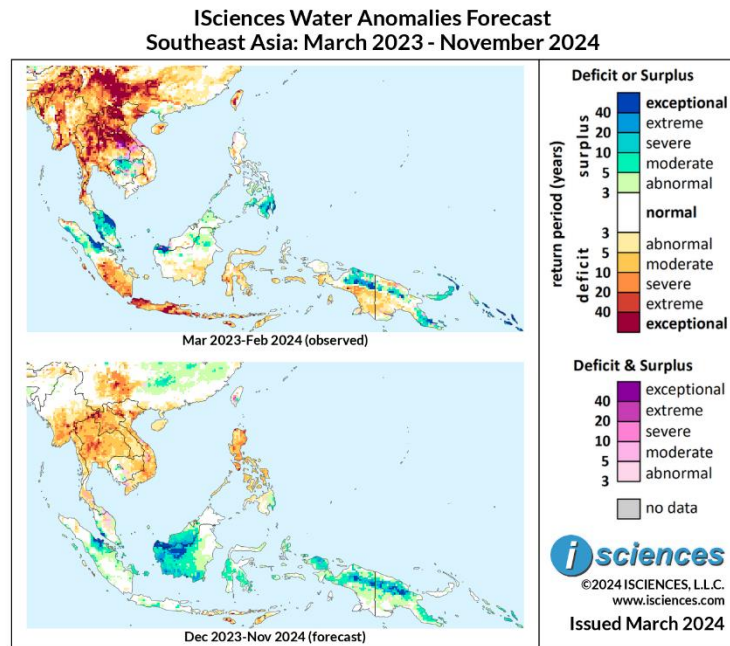 ISciences Water Anomalies Forecast
Southeast Asia: March 2023 - November 2024
Mar 2023-Feb 2024 (observed)
Dec 2023-Nov 2024 (forecast)
Deficit or Surplus
return period (years)
surplus
deficit
40
20
10
5
3
3
5
10
20
40
exceptional
extreme
severe
moderate
abnormal
normal
abnormal
moderate
severe
extreme
exceptional
Deficit & Surplus
40
20
10
5
3
exceptional
extreme
severe
moderate
abnormal
no data
i sciences
©2024 ISCIENCES, L.L.C.
www.isciences.com
Issued March 2024